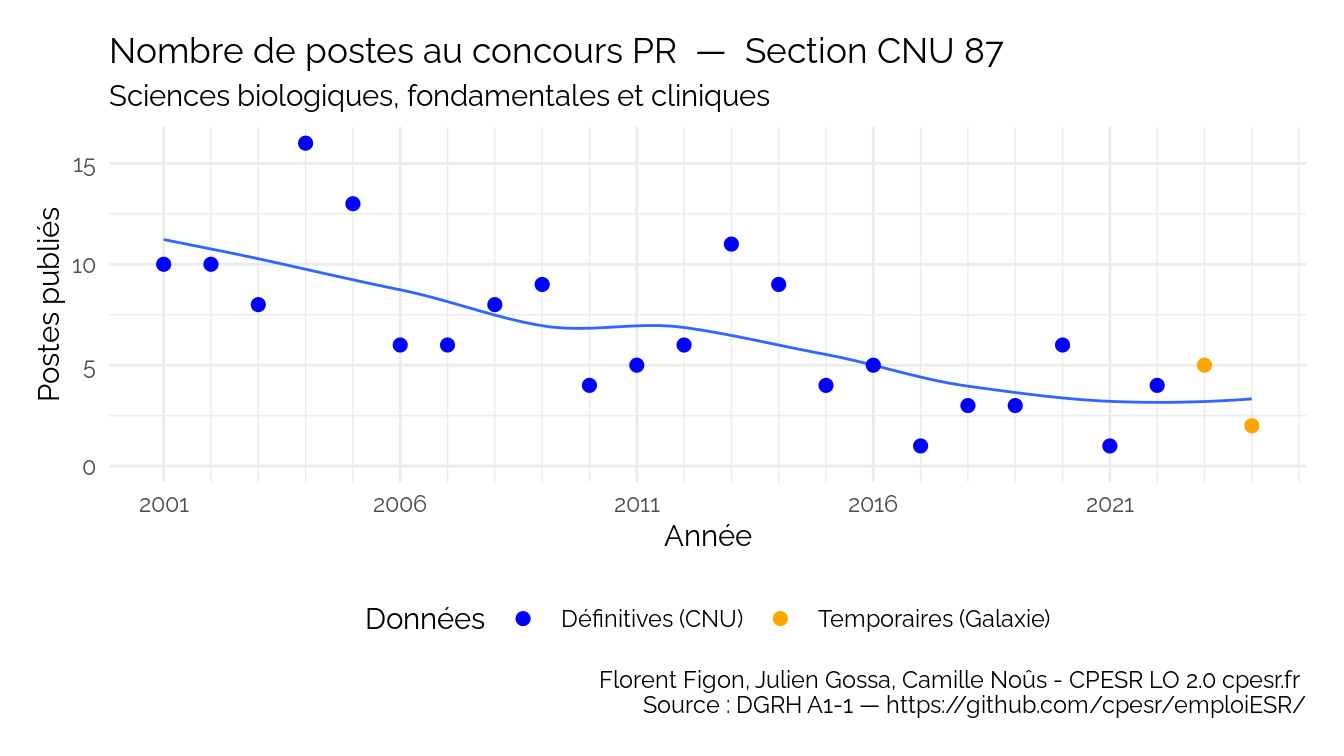 Nombre de postes au concours PR — Section CNU 87
Sciences biologiques, fondamentales et cliniques
Postes publiés
15
10
5
0
2001 2006 2011 2016 2021
Année
Données Définitives (CNU) Temporaires (Galaxie)
Florent Figon, Julien Gossa, Camille Noûs - CPESR LO 2.0 cpesr.fr
Source : DGRH A1-1 — https://github.com/cpesr/emploiESR/